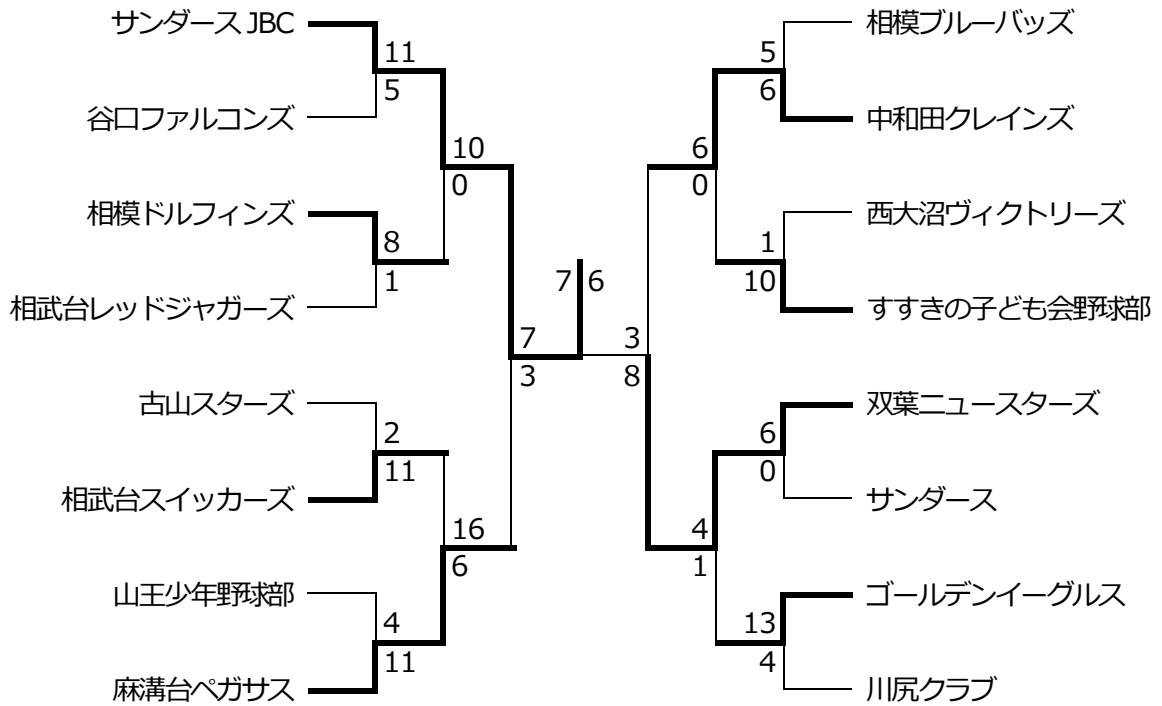 サンダース JBC
11
5
谷口ファルコンズ
10
0
相模ドルフィンズ
8
1
相武台レッドジャガーズ
7
3
古山スターズ
2
11
相武台スイッカーズ
16
6
山王少年野球部
4
11
麻溝台ペガサス
7 6
相模ブルーバッズ
5
6
中和田クレインズ
6
0
西大沼ヴィクトリーズ
1
10
すすきの子ども会野球部
3
8
双葉ニュースターズ
6
0
サンダース
4
1
ゴールデンイーグルス
13
4
川尻クラブ